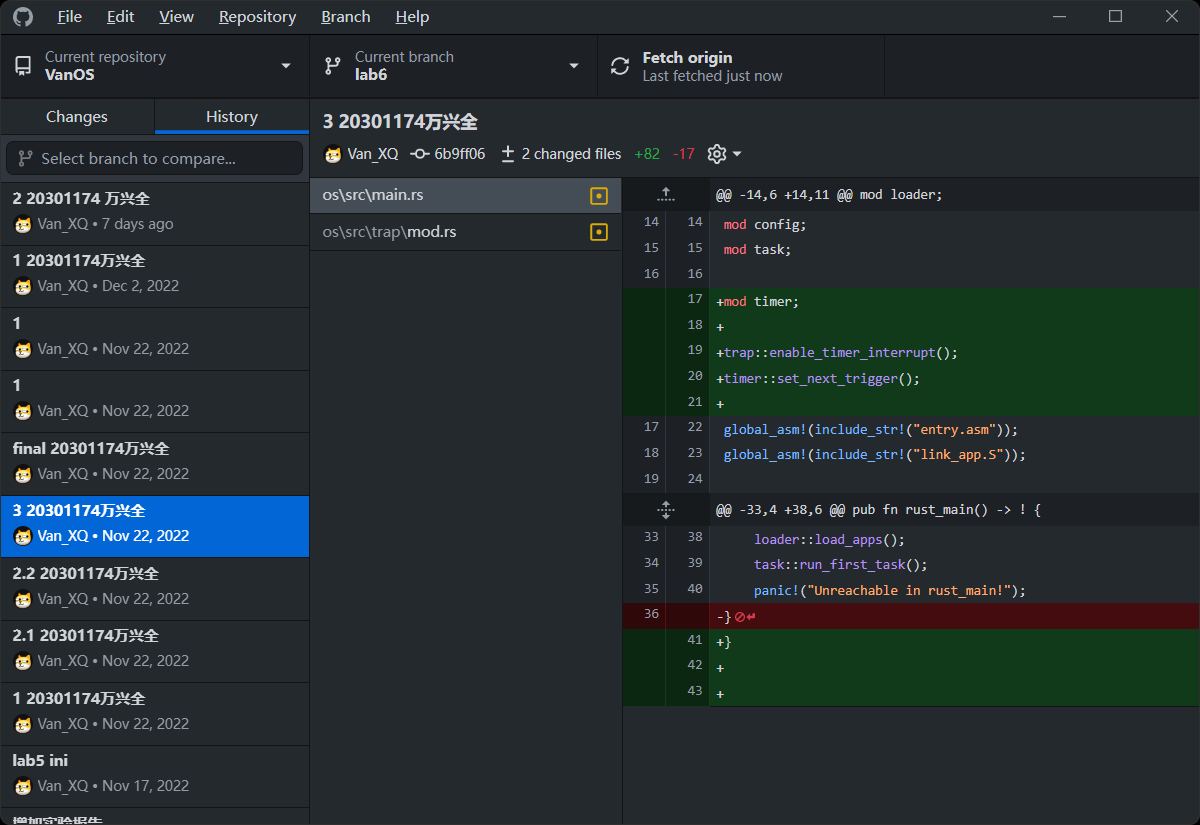 File Edit View Repository Branch Help
Current repository
VanOS
Current branch
lab6
Fetch origin
Last fetched just now
Changes History
Select branch to compare...
2 20301174 万兴全
Van_XQ • 7 days ago
1 20301174万兴全
Van_XQ • Dec 2, 2022
1
Van_XQ • Nov 22, 2022
1
Van_XQ • Nov 22, 2022
final 20301174万兴全
Van_XQ • Nov 22, 2022
3 20301174万兴全
Van_XQ • Nov 22, 2022
2.2 20301174万兴全
Van_XQ • Nov 22, 2022
2.1 20301174万兴全
Van_XQ • Nov 22, 2022
1 20301174万兴全
Van_XQ • Nov 22, 2022
lab5 ini
Van_XQ • Nov 17, 2022
增加实验报告
3 20301174万兴全
Van_XQ 6b9ff06 2 changed files +82 -17
os\src\main.rs
os\src\trap\mod.rs
@@ -14,6 +14,11 @@ mod loader;
14 14 mod config;
15 15 mod task;
16 16
17 +mod timer;
18 +
19 +trap::enable_timer_interrupt();
20 +timer::set_next_trigger();
21 +
17 22 global_asm!(include_str!("entry.asm"));
18 23 global_asm!(include_str!("link_app.S"));
19 24
@@ -33,4 +38,6 @@ pub fn rust_main() -> ! {
33 38 loader::load_apps();
34 39 task::run_first_task();
35 40 panic!("Unreachable in rust_main!");
36 -}
41 +}
42 +
43 +